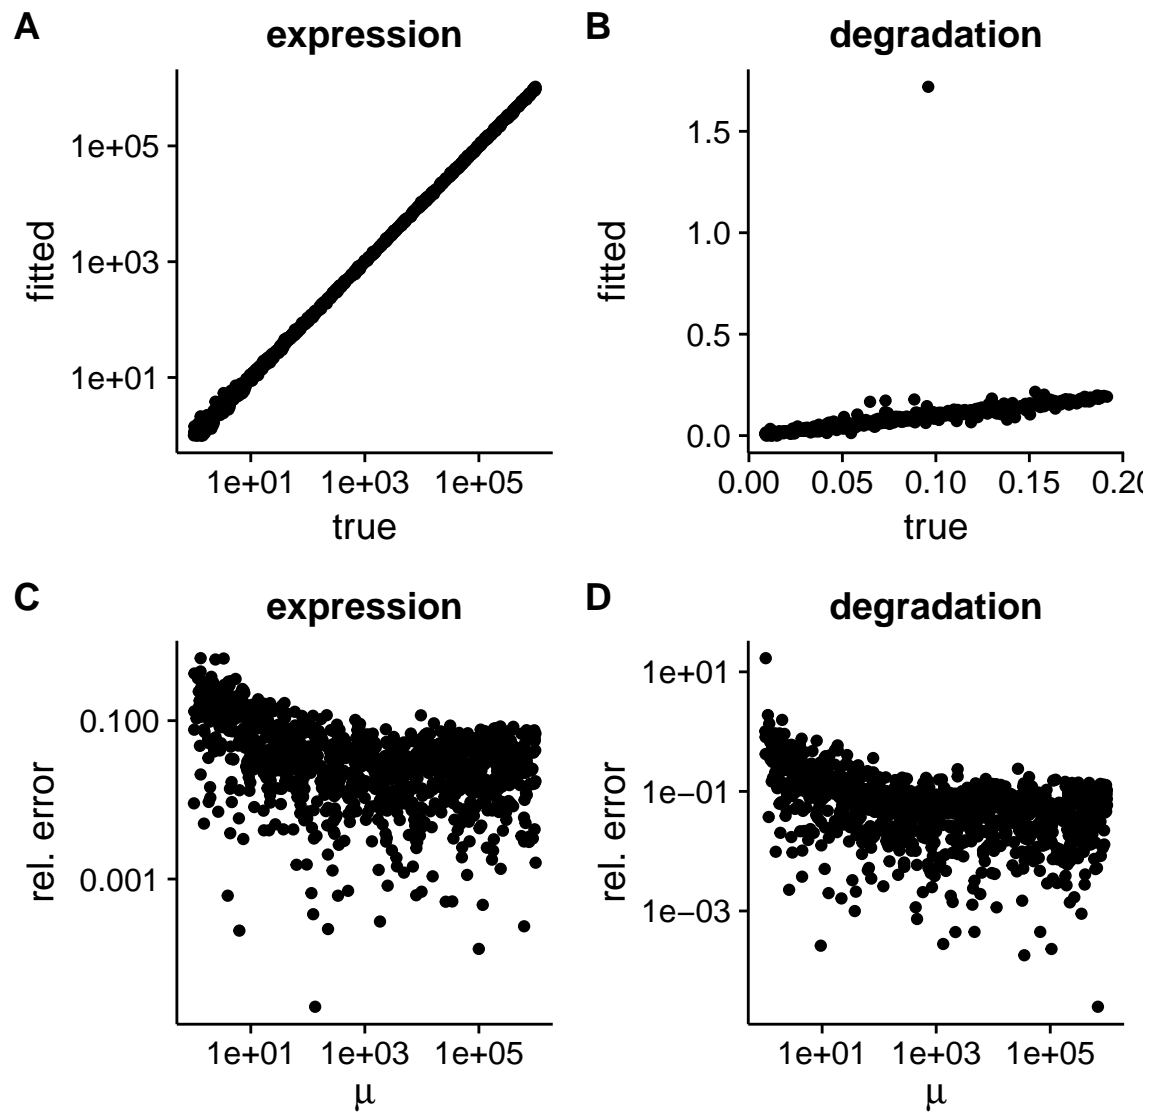 A
expression
fitted
1e+05
1e+03
1e+01
1e+01 1e+03 1e+05
true
B
degradation
fitted
1.5
1.0
0.5
0.0
0.00 0.05 0.10 0.15 0.20
true
C
expression
rel. error
0.100
0.001
1e+01 1e+03 1e+05
μ
D
degradation
rel. error
1e+01
1e−01
1e−03
1e+01 1e+03 1e+05
μ